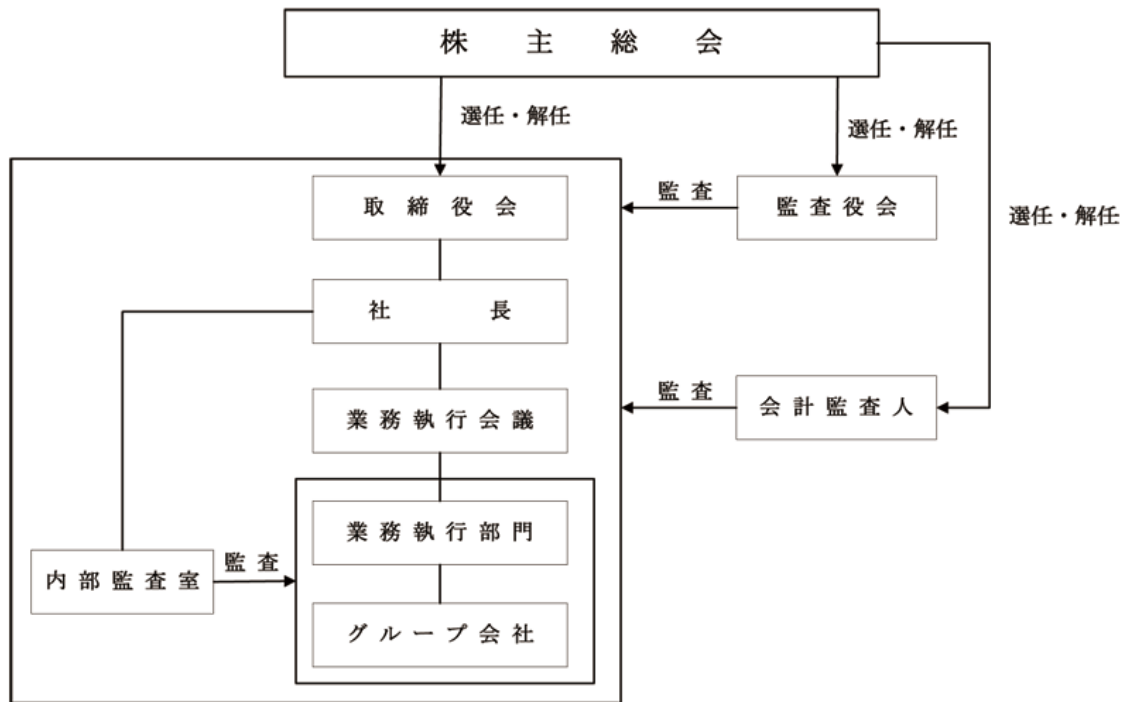 株主総会
選任・解任
選任・解任
取締役会
監査
監査役会
選任・解任
社長
業務執行会議
監査
会計監査人
業務執行部門
内部監査室
監査
グループ会社